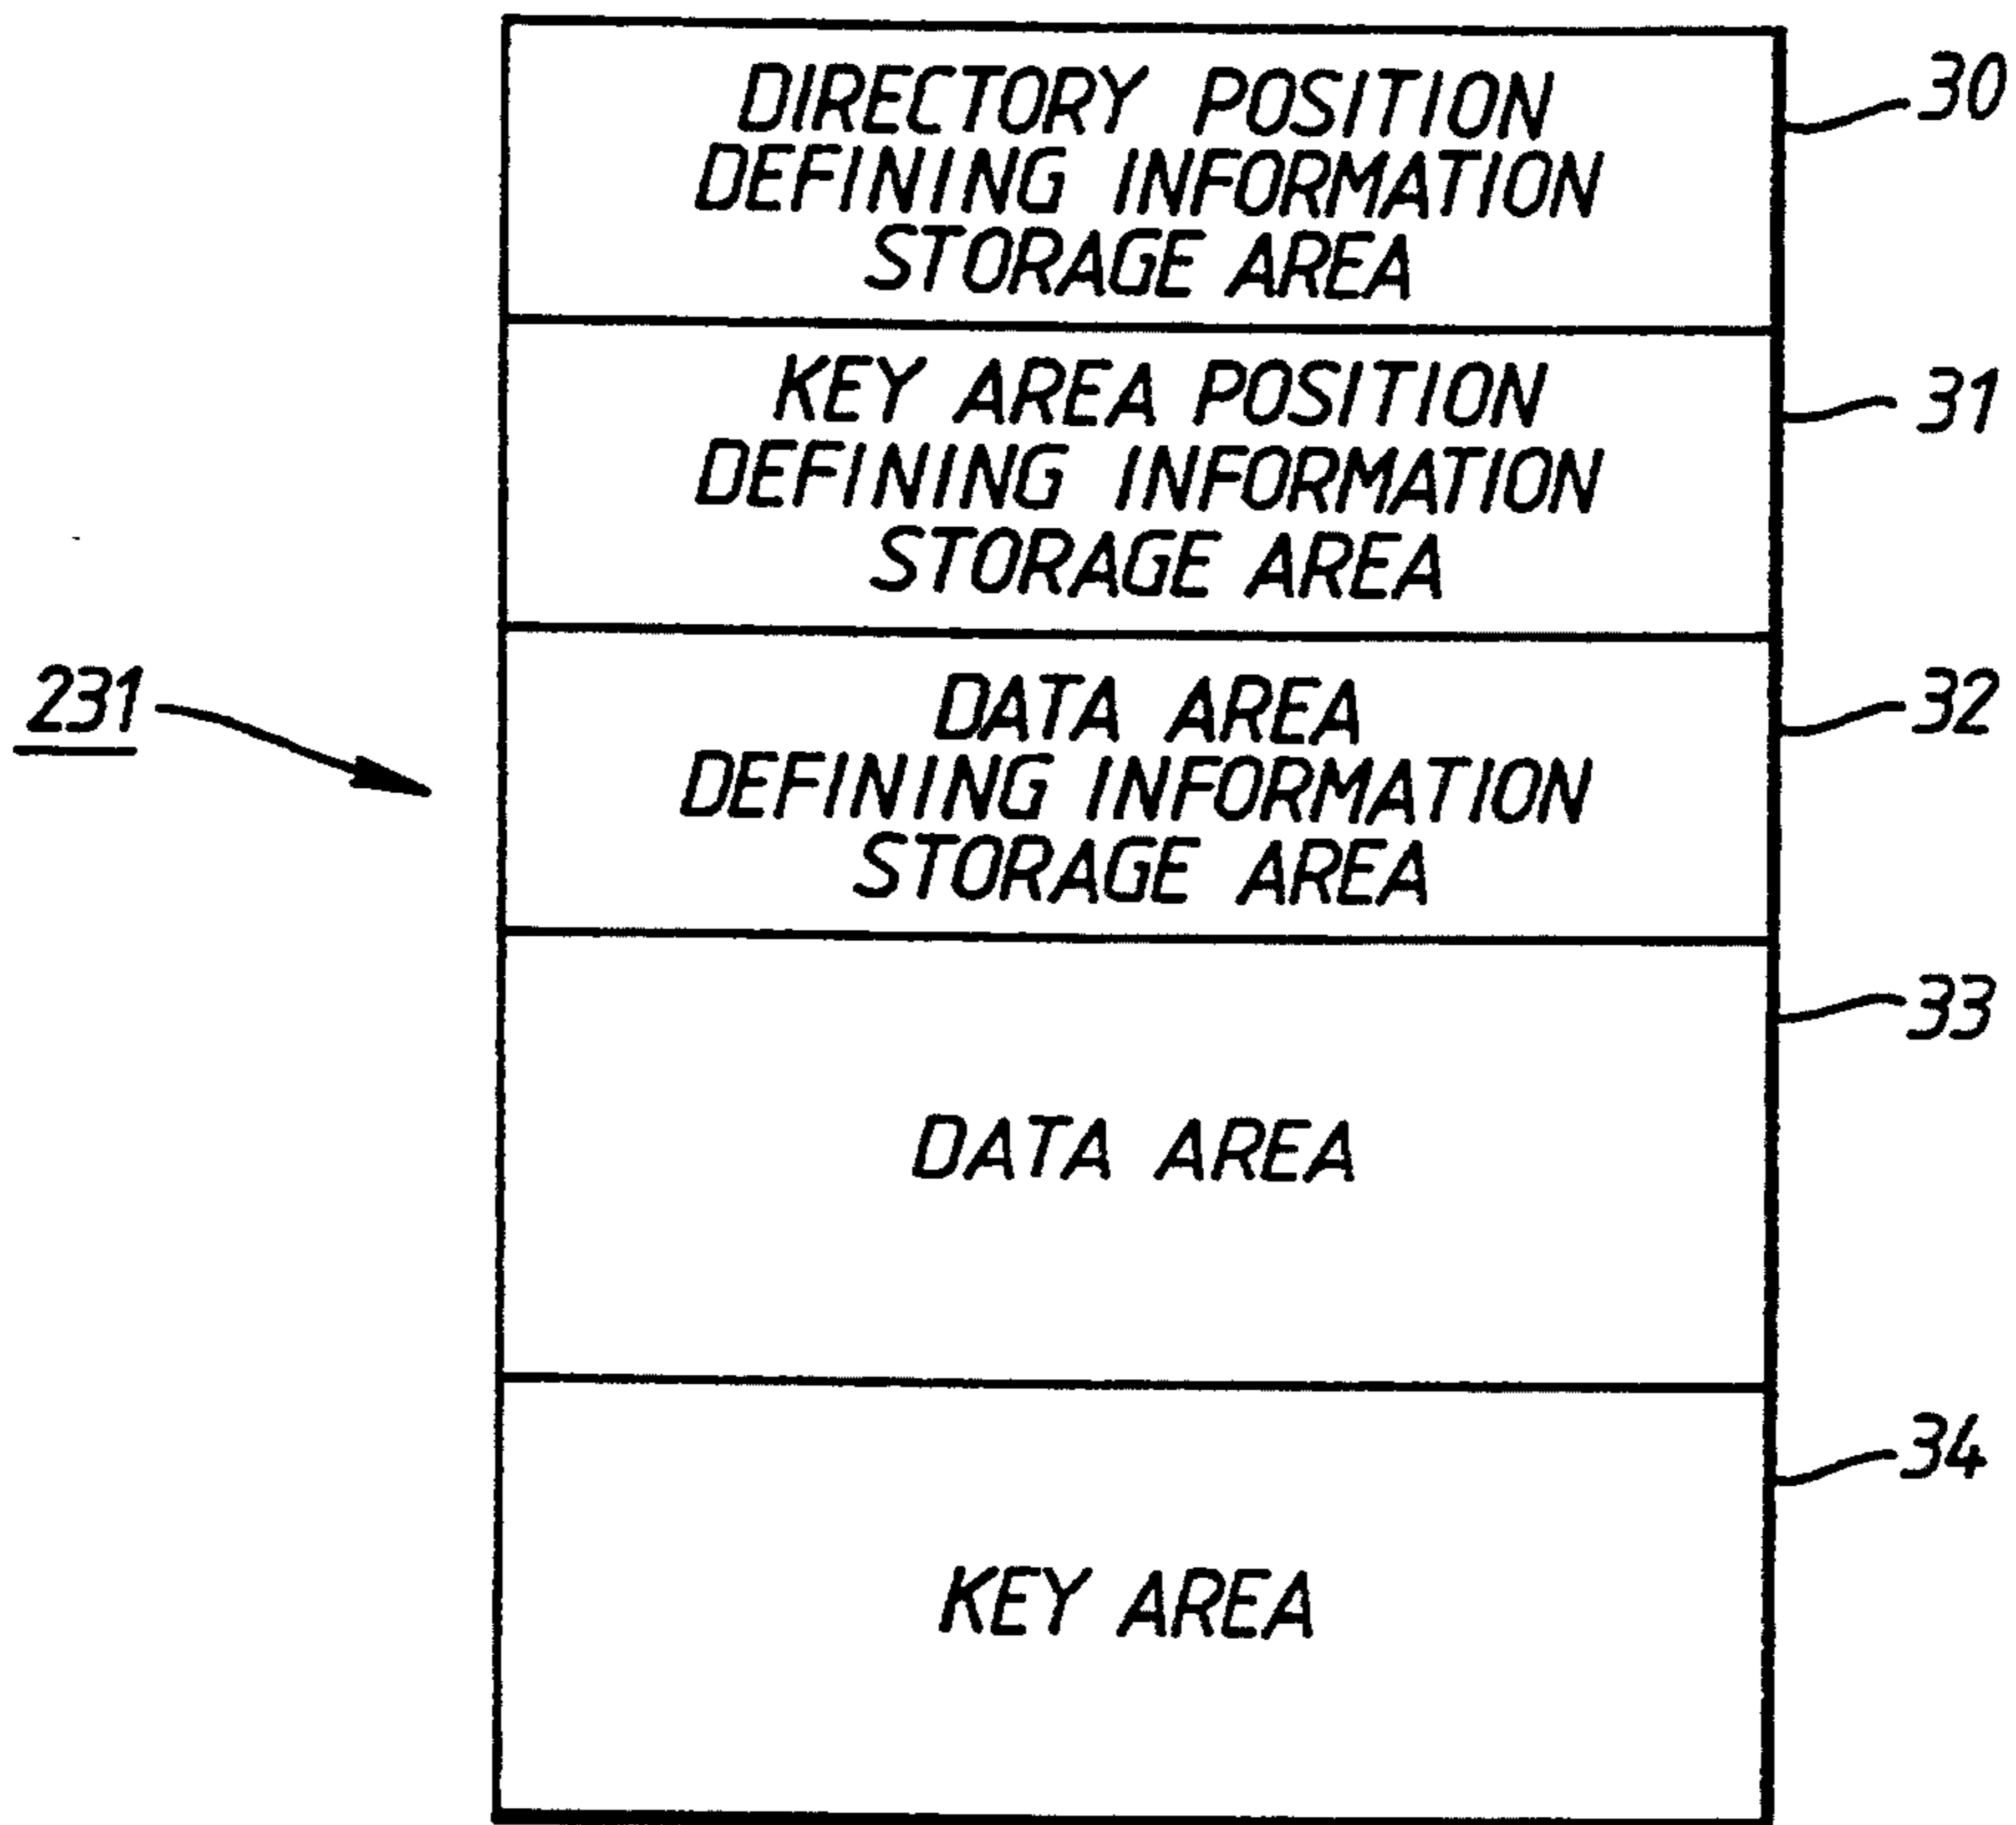 DIRECTORY POSITION
DEFINING INFORMATION
STORAGE AREA
30
KEY AREA POSITION
DEFINING INFORMATION
STORAGE AREA
31
231
DATA AREA
DEFINING INFORMATION
STORAGE AREA
32
DATA AREA
33
KEY AREA
34